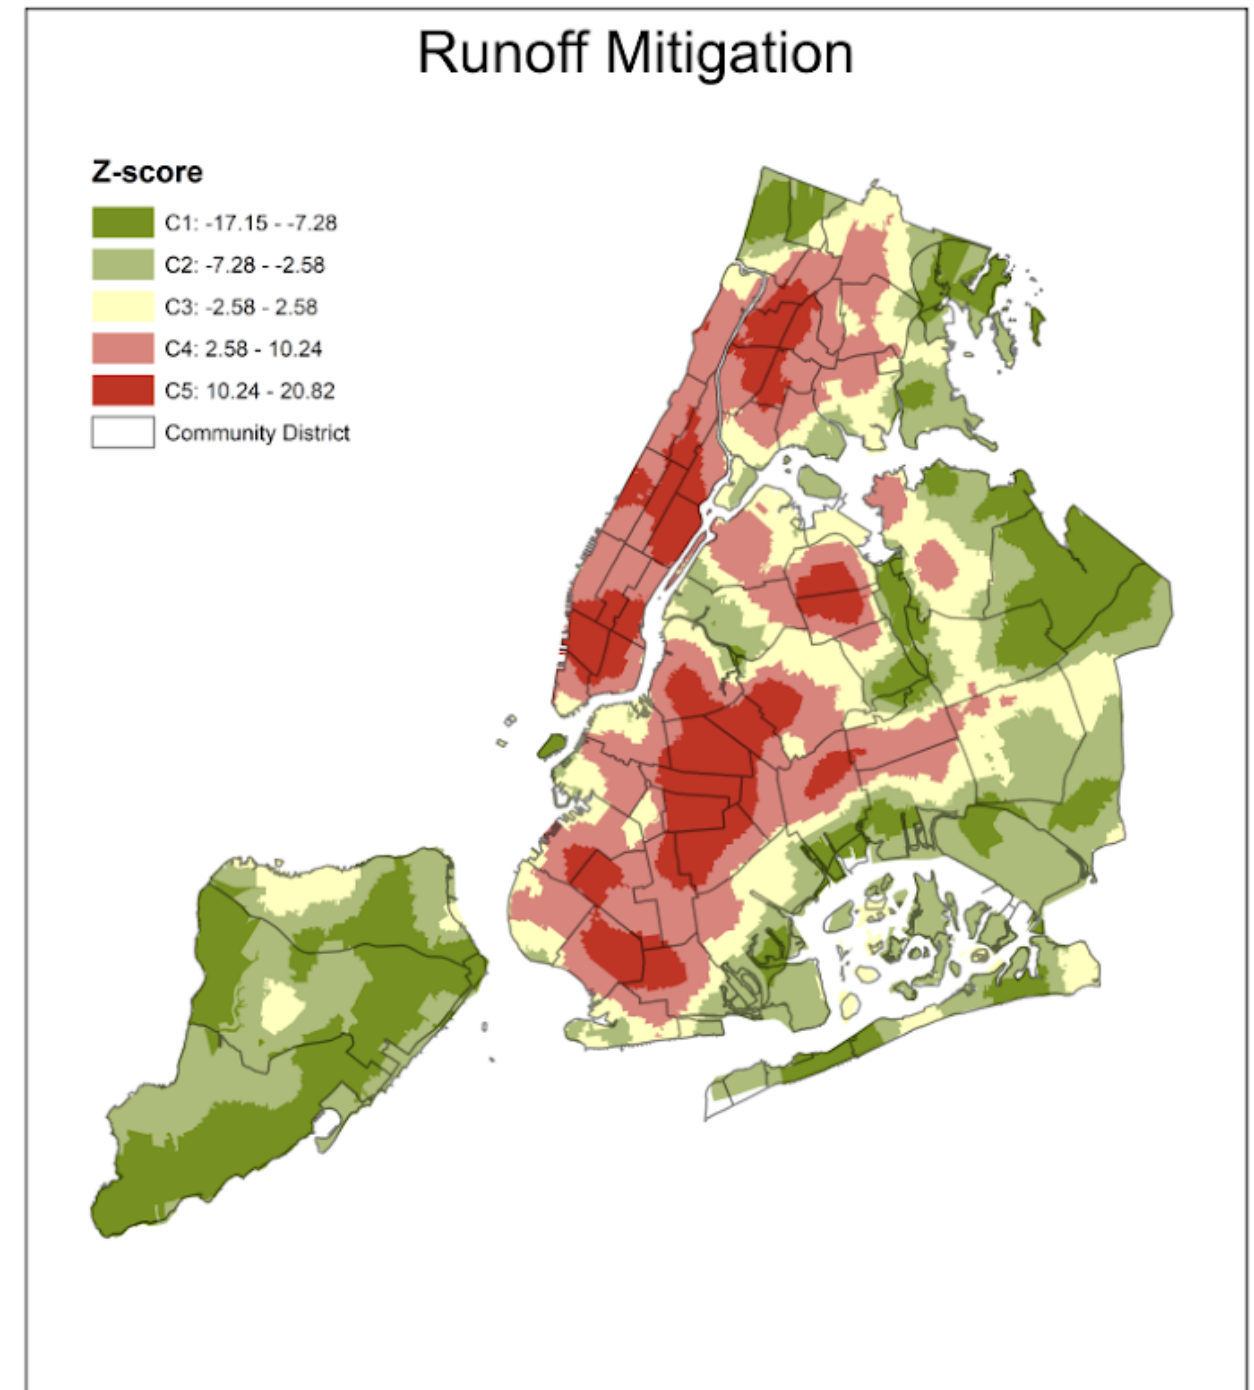 Runoff Mitigation
Z-score
C1: -17.15 - -7.28
C2: -7.28 - -2.58
C3: -2.58 - 2.58
C4: 2.58 - 10.24
C5: 10.24 - 20.82
Community District